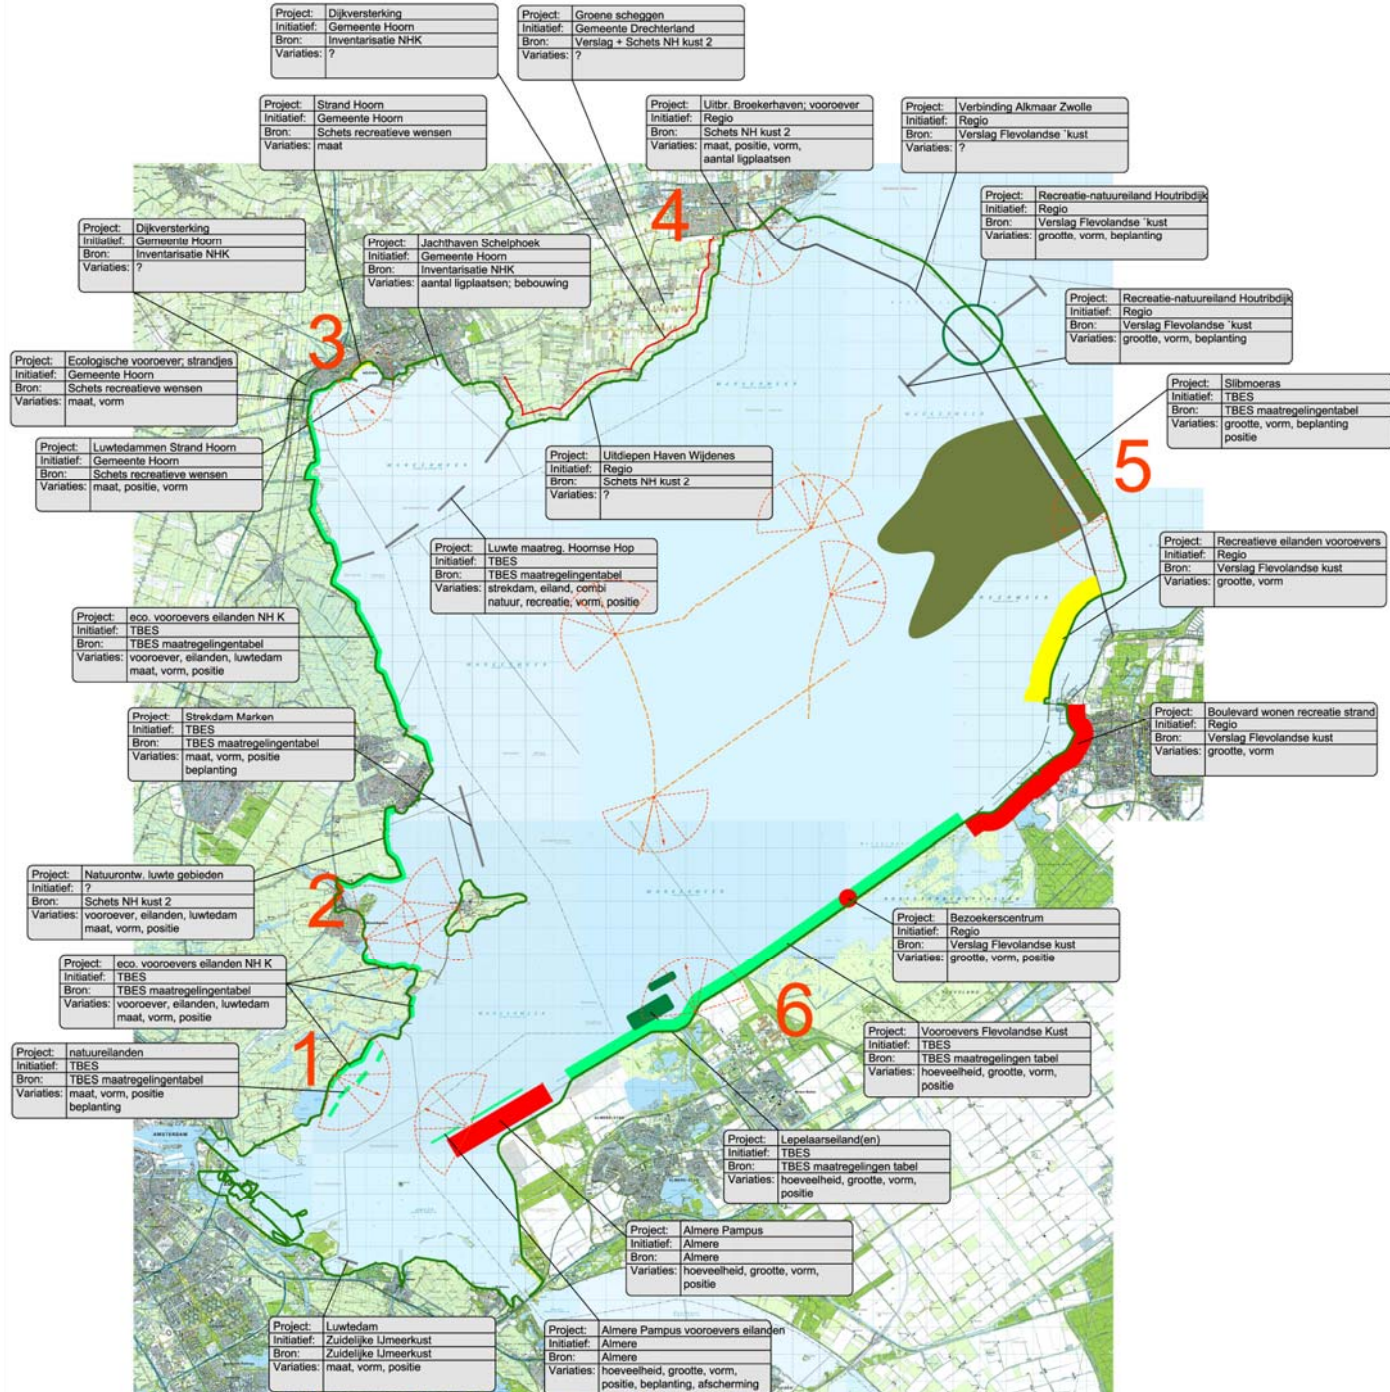 Project: Dijkversterking
Initiatief: Gemeente Hoorn
Bron: Inventarisatie NHK
Variaties: ?
Project: Groene scheggen
Initiatief: Gemeente Drechterland
Bron: Verslag + Schets NH kust 2
Variaties: ?
Project: Strand Hoorn
Initiatief: Gemeente Hoorn
Bron: Schets recreatieve wensen
Variaties: maat
Project: Uitbr. Broekerhaven; vooroever
Initiatief: Regio
Bron: Schets NH kust 2
Variaties: maat, positie, vorm,
aantal ligplaatsen
Project: Verbinding Alkmaar Zwolle
Initiatief: Regio
Bron: Verslag Flevolandse `kust
Variaties: ?
Project: Recreatie-natuureiland Houtribdijk
Initiatief: Regio
Bron: Verslag Flevolandse `kust
Variaties: grootte, vorm, beplanting
Project: Dijkversterking
Initiatief: Gemeente Hoorn
Bron: Inventarisatie NHK
Variaties: ?
Project: Jachthaven Schelphoek
Initiatief: Gemeente Hoorn
Bron: Inventarisatie NHK
Variaties: aantal ligplaatsen; bebouwing
4
Project: Recreatie-natuureiland Houtribdijk
Initiatief: Regio
Bron: Verslag Flevolandse `kust
Variaties: grootte, vorm, beplanting
3
Project: Ecologische vooroever; strandjes
Initiatief: Gemeente Hoorn
Bron: Schets recreatieve wensen
Variaties: maat, vorm
Project: Slibmoeras
Initiatief: TBES
Bron: TBES maatregelingentabel
Variaties: grootte, vorm, beplanting
positie
Project: Luwtedammen Strand Hoorn
Initiatief: Gemeente Hoorn
Bron: Schets recreatieve wensen
Variaties: maat, positie, vorm
Project: Uitdiepen Haven Wijdenes
Initiatief: Regio
Bron: Schets NH kust 2
Variaties: ?
5
Project: Luwte maatreg. Hoornse Hop
Initiatief: TBES
Bron: TBES maatregelingentabel
Variaties: strekdam, eiland, combi
natuur, recreatie, vorm, positie
Project: Recreatieve eilanden vooroevers
Initiatief: Regio
Bron: Verslag Flevolandse kust
Variaties: grootte, vorm
Project: eco. vooroevers eilanden NH K
Initiatief: TBES
Bron: TBES maatregelingentabel
Variaties: vooroever, eilanden, luwtedam
maat, vorm, positie
Project: Strekdam Marken
Initiatief: TBES
Bron: TBES maatregelingentabel
Variaties: maat, vorm, positie
beplanting
Project: Boulevard wonen recreatie strand
Initiatief: Regio
Bron: Verslag Flevolandse kust
Variaties: grootte, vorm
Project: Natuurontw. luwte gebieden
Initiatief: ?
Bron: Schets NH kust 2
Variaties: vooroever, eilanden, luwtedam
maat, vorm, positie
2
Project: Bezoekerscentrum
Initiatief: Regio
Bron: Verslag Flevolandse kust
Variaties: grootte, vorm, positie
Project: eco. vooroevers eilanden NH K
Initiatief: TBES
Bron: TBES maatregelingentabel
Variaties: vooroever, eilanden, luwtedam
maat, vorm, positie
6
Project: Vooroevers Flevolandse Kust
Initiatief: TBES
Bron: TBES maatregelingen tabel
Variaties: hoeveelheid, grootte, vorm,
positie
1
Project: natuureilanden
Initiatief: TBES
Bron: TBES maatregelingentabel
Variaties: maat, vorm, positie
beplanting
AMSTERDAM
Project: Lepelaarseiland(en)
Initiatief: TBES
Bron: TBES maatregelingen tabel
Variaties: hoeveelheid, grootte, vorm,
positie
Project: Almere Pampus
Initiatief: Almere
Bron: Almere
Variaties: hoeveelheid, grootte, vorm,
positie
Project: Luwtedam
Initiatief: Zuidelijke IJmeerkust
Bron: Zuidelijke IJmeerkust
Variaties: maat, vorm, positie
Project: Almere Pampus vooroevers eilanden
Initiatief: Almere
Bron: Almere
Variaties: hoeveelheid, grootte, vorm,
positie, beplanting, afscherming